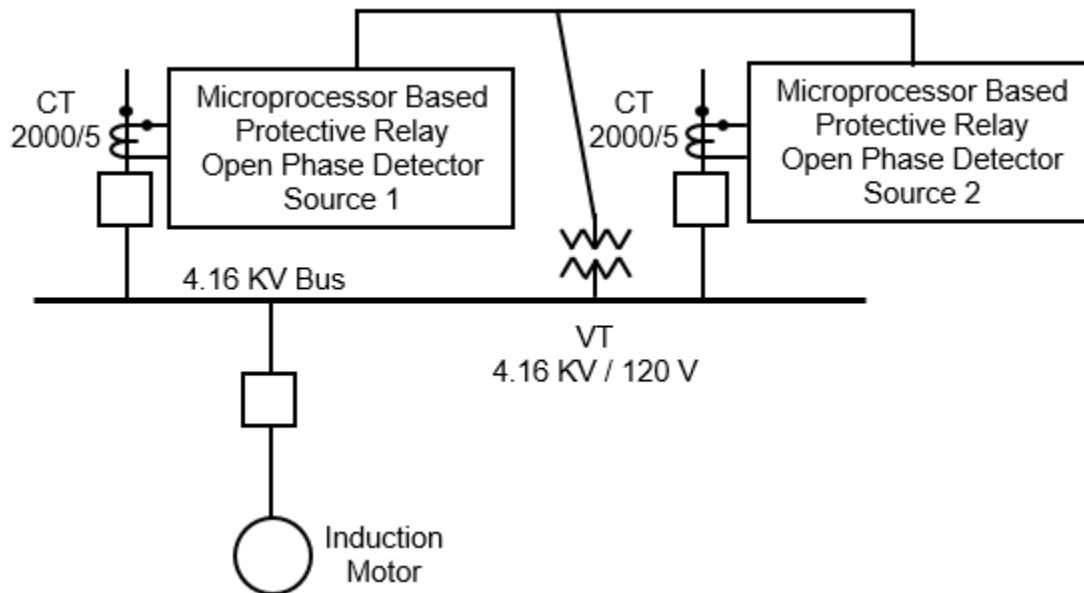 CT
2000/5
Microprocessor Based
Protective Relay
Open Phase Detector
Source 1
CT
2000/5
Microprocessor Based
Protective Relay
Open Phase Detector
Source 2
4.16 KV Bus
VT
4.16 KV / 120 V
Induction
Motor